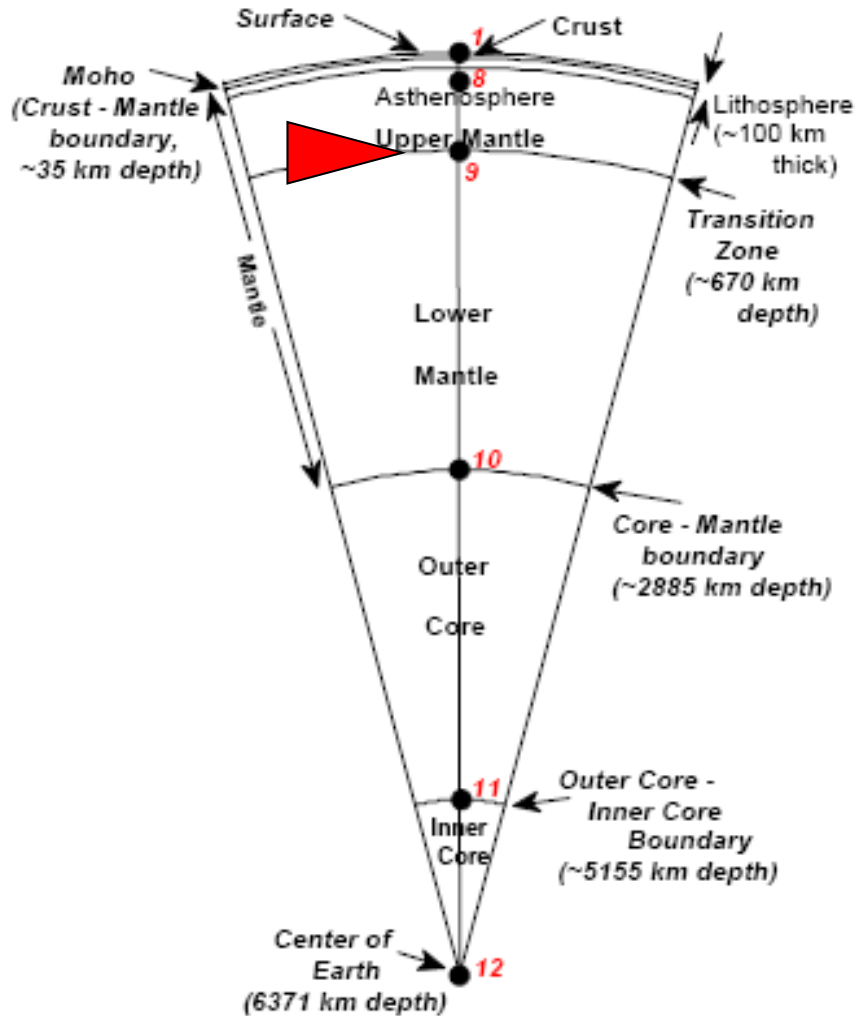 Surface
1
Crust
Moho
(Crust - Mantle
boundary,
~35 km depth)
8
Asthenosphere
Lithosphere
(~100 km
thick)
Upper Mantle
9
Transition
Zone
(~670 km
depth)
Mantle
Lower
Mantle
10
Core - Mantle
boundary
(~2885 km depth)
Outer
Core
11
Outer Core -
Inner Core
Boundary
(~5155 km depth)
Inner
Core
Center of
Earth
(6371 km depth)
12